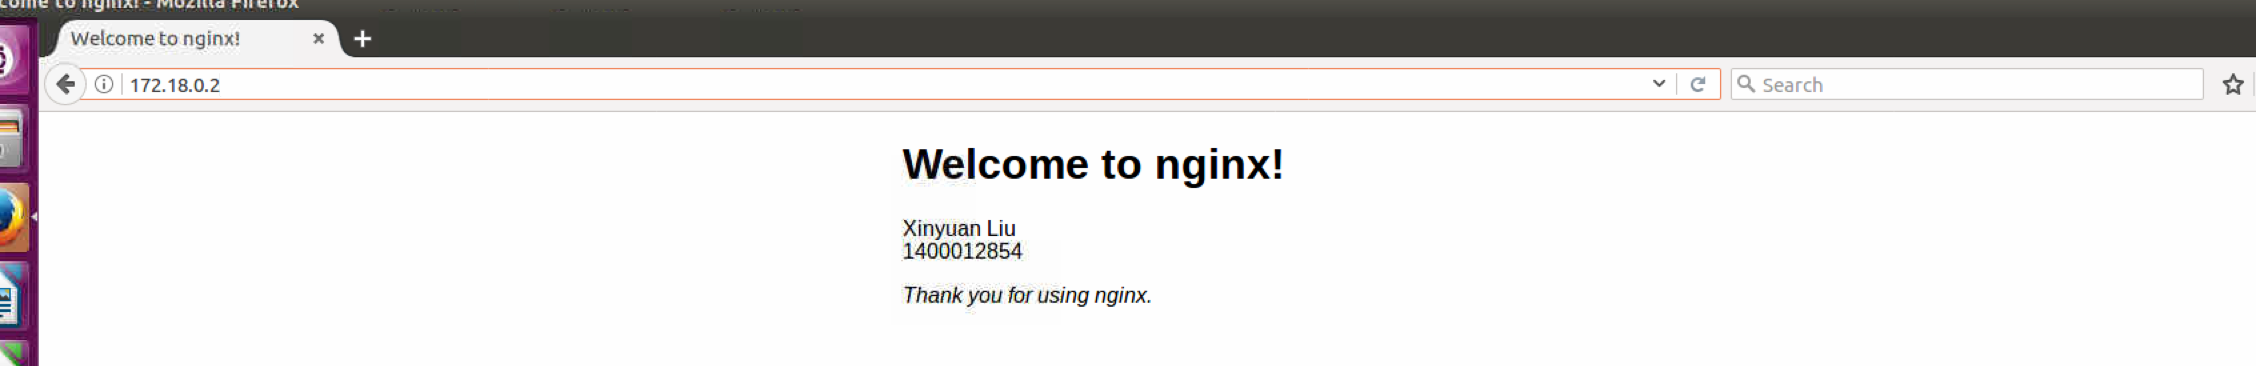 come to nginx! - Mozilla Firefox
Welcome to nginx!
172.18.0.2
Search
Welcome to nginx!
Xinyuan Liu
1400012854
Thank you for using nginx.